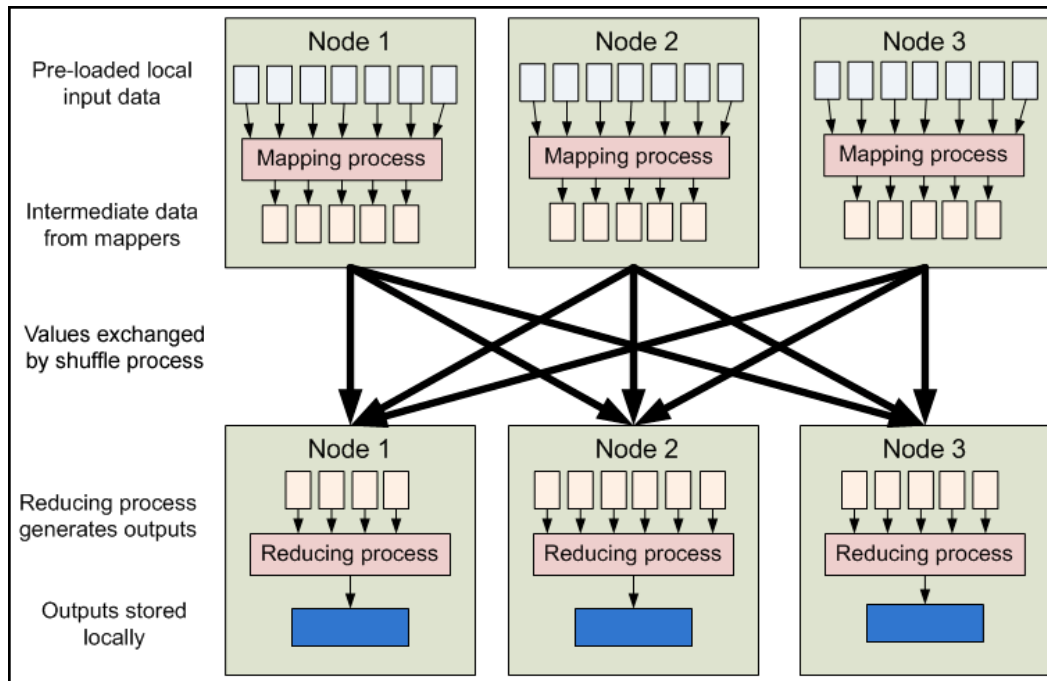 Node 1
Node 2
Node 3
Pre-loaded local
input data
Mapping process
Mapping process
Mapping process
Intermediate data
from mappers
Values exchanged
by shuffle process
Node 1
Node 2
Node 3
Reducing process
generates outputs
Reducing process
Reducing process
Reducing process
Outputs stored
locally